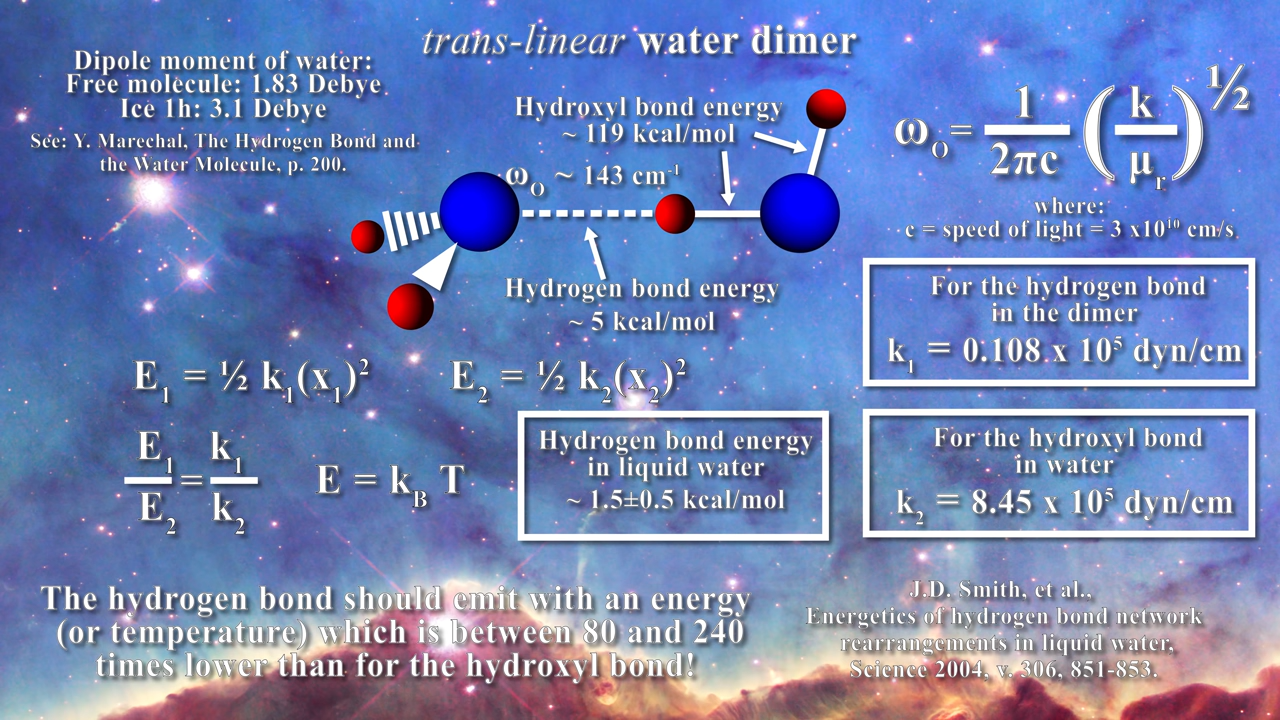 trans-linear water dimer
Dipole moment of water:
Free molecule: 1.83 Debye
Ice 1h: 3.1 Debye
See: Y. Marechal, The Hydrogen Bond and
the Water Molecule, p. 200.
Hydroxyl bond energy
~ 119 kcal/mol
ω_O ~ 143 cm⁻¹
Hydrogen bond energy
~ 5 kcal/mol
ω_O = 1/2πc (k/μ_r)^½
where:
c = speed of light = 3 x10¹⁰ cm/s
For the hydrogen bond
in the dimer
k₁ = 0.108 x 10⁵ dyn/cm
E₁ = ½ k₁(x₁)² E₂ = ½ k₂(x₂)²
E₁/E₂ = k₁/k₂ E = k_B T
Hydrogen bond energy
in liquid water
~ 1.5±0.5 kcal/mol
For the hydroxyl bond
in water
k₂ = 8.45 x 10⁵ dyn/cm
The hydrogen bond should emit with an energy
(or temperature) which is between 80 and 240
times lower than for the hydroxyl bond!
J.D. Smith, et al.,
Energetics of hydrogen bond network
rearrangements in liquid water,
Science 2004, v. 306, 851-853.